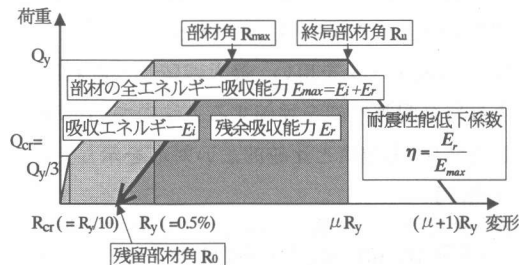 荷重
部材角 Rmax
終局部材角 Ru
Qy
部材の全エネルギー吸収能力 Emax=Ei+Er
吸収エネルギーEi
残余吸収能力 Er
耐震性能低下係数
η = Er / Emax
Qcr=
Qy/3
Rcr(=Ry/10)
Ry(=0.5%)
μRy
(μ+1)Ry
変形
残留部材角 R0